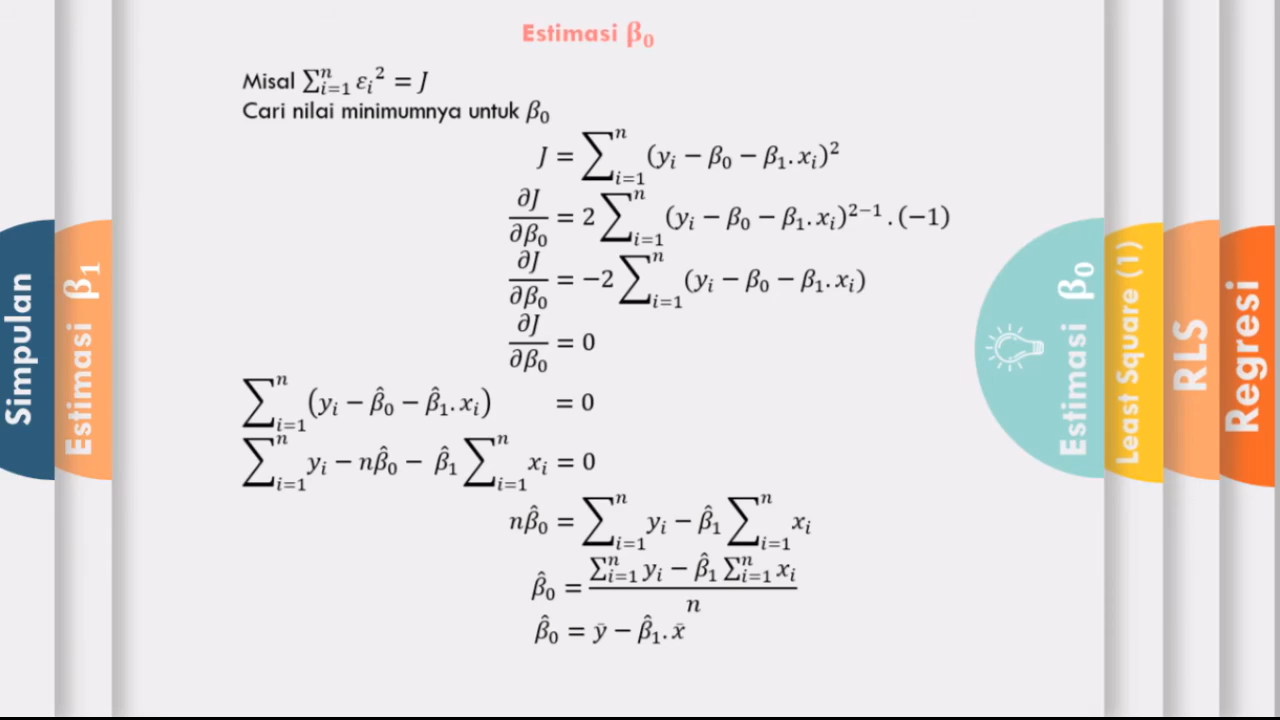 Estimasi β₀
Misal ∑ᵢ₌₁ⁿ εᵢ² = J
Cari nilai minimumnya untuk β₀
J = ∑ᵢ₌₁ⁿ (yᵢ − β₀ − β₁.xᵢ)²
∂J/∂β₀ = 2 ∑ᵢ₌₁ⁿ (yᵢ − β₀ − β₁.xᵢ)²⁻¹ .(−1)
∂J/∂β₀ = −2 ∑ᵢ₌₁ⁿ (yᵢ − β₀ − β₁.xᵢ)
∂J/∂β₀ = 0
∑ᵢ₌₁ⁿ (yᵢ − β̂₀ − β̂₁.xᵢ) = 0
∑ᵢ₌₁ⁿ yᵢ − nβ̂₀ − β̂₁ ∑ᵢ₌₁ⁿ xᵢ = 0
nβ̂₀ = ∑ᵢ₌₁ⁿ yᵢ − β̂₁ ∑ᵢ₌₁ⁿ xᵢ
β̂₀ = (∑ᵢ₌₁ⁿ yᵢ − β̂₁ ∑ᵢ₌₁ⁿ xᵢ)/n
β̂₀ = ȳ − β̂₁.x̄
Simpulan
Estimasi β₁
Estimasi β₀
Least Square (1)
RLS
Regresi